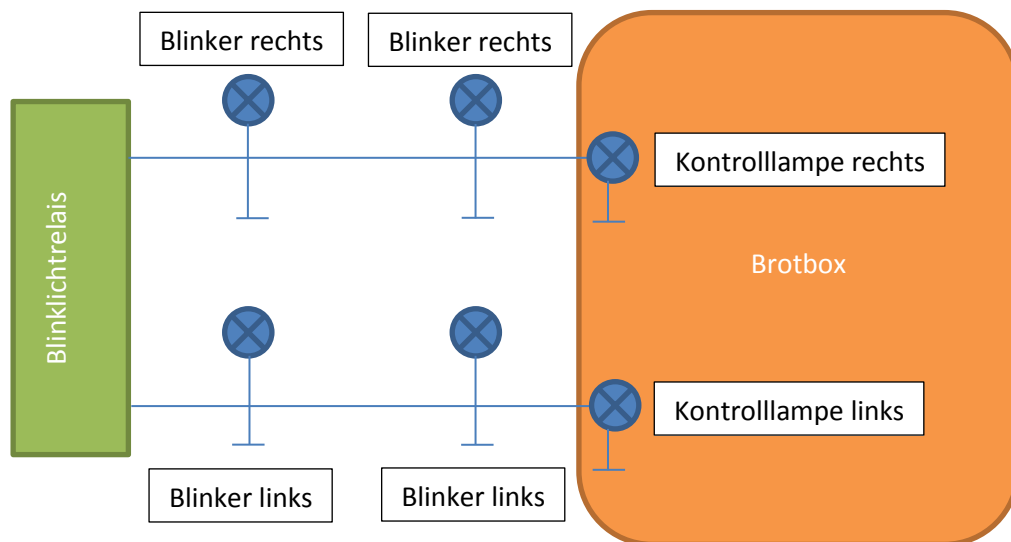 Blinker rechts
Blinker rechts
Kontrolllampe rechts
Blinklichtrelais
Brotbox
Kontrolllampe links
Blinker links
Blinker links